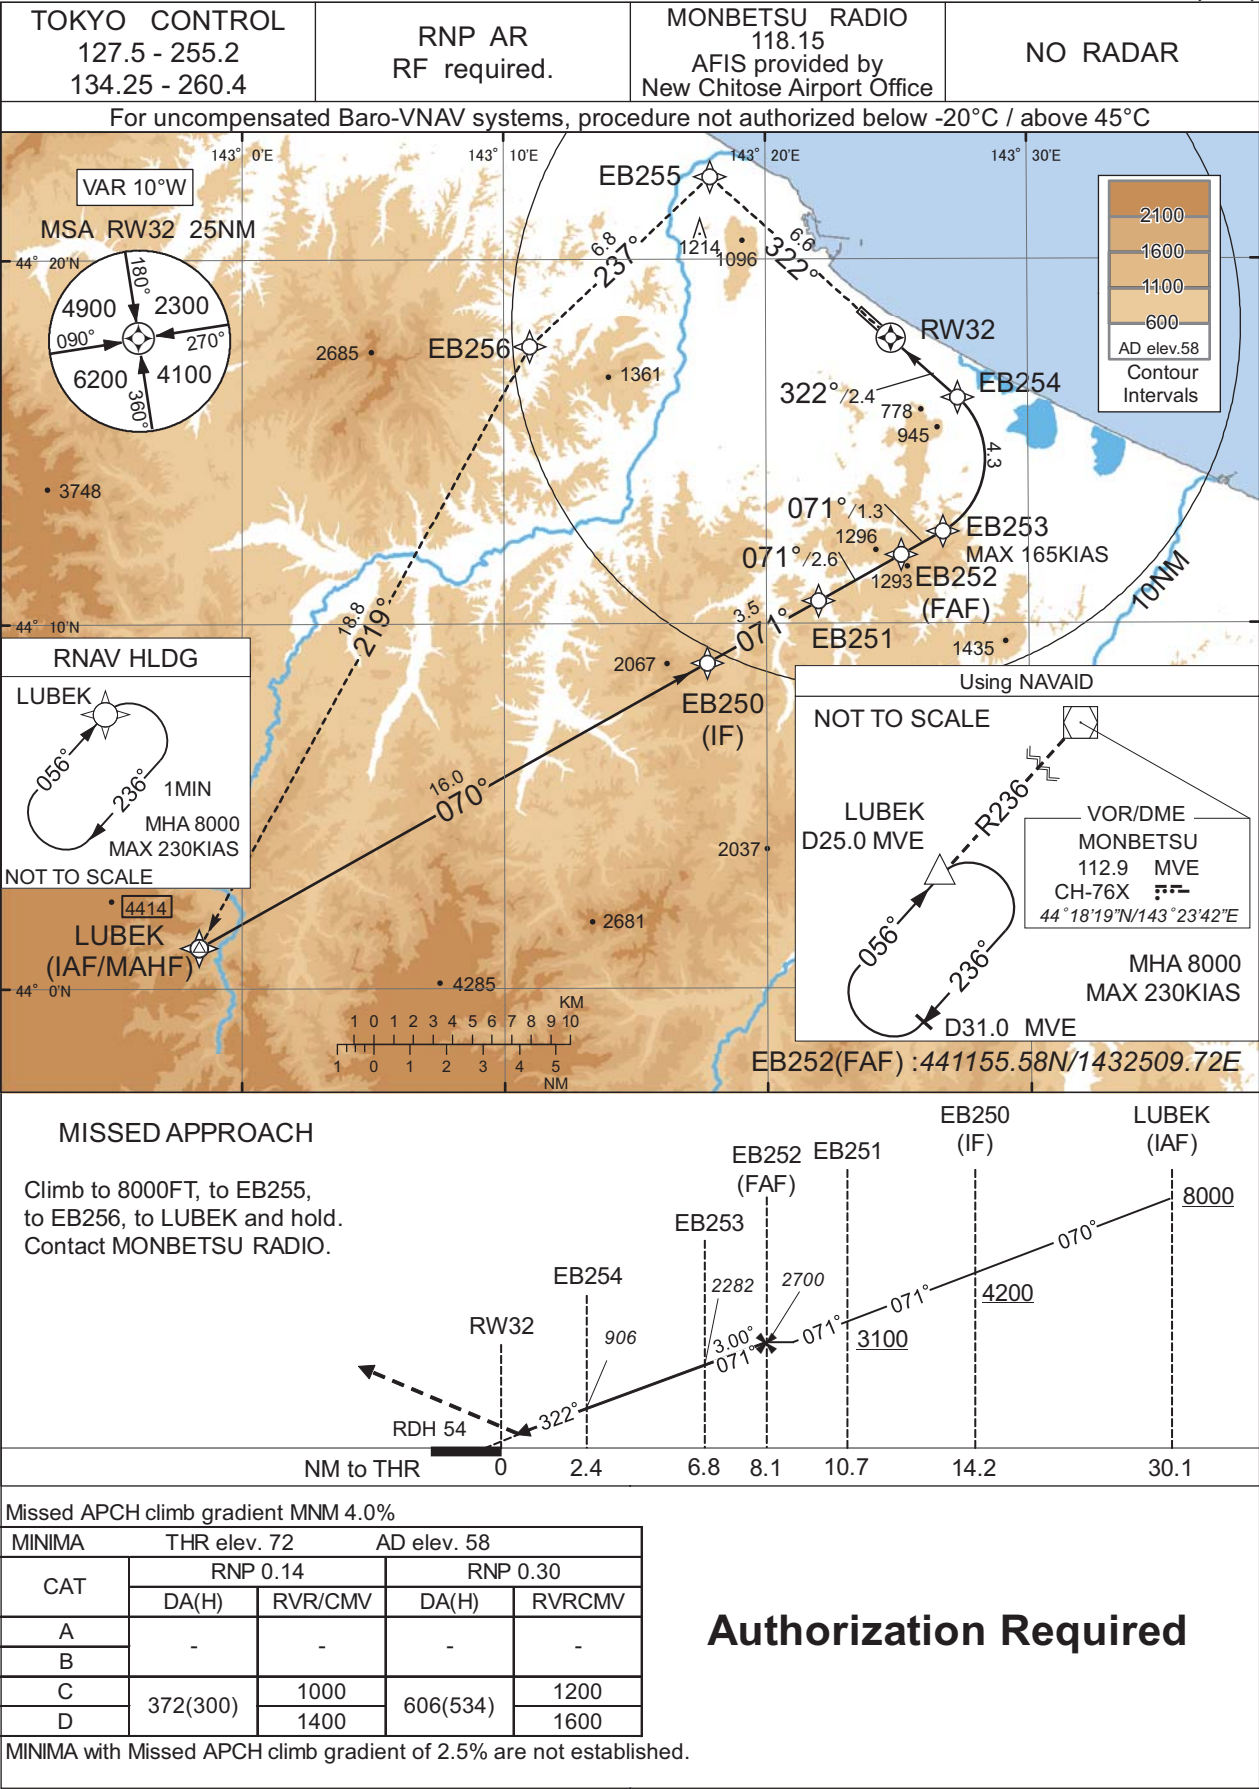 TOKYO CONTROL
127.5 - 255.2
134.25 - 260.4
RNP AR
RF required.
MONBETSU RADIO
118.15
AFIS provided by
New Chitose Airport Office
NO RADAR
For uncompensated Baro-VNAV systems, procedure not authorized below -20°C / above 45°C
143° 0'E
143° 10'E
143° 20'E
143° 30'E
VAR 10°W
MSA RW32 25NM
180°
4900
2300
090°
270°
6200
4100
360°
44° 20'N
44° 10'N
44° 0'N
2100
1600
1100
600
AD elev.58
Contour
Intervals
EB255
6.8
237°
1214
1096
6.6
322°
RW32
EB256
2685
1361
322°/2.4
EB254
778
945
4.3
3748
071°/1.3
EB253
MAX 165KIAS
1296
071°/2.6
1293
EB252
(FAF)
10NM
18.8
219°
3.5
071°
EB251
1435
2067
EB250
(IF)
RNAV HLDG
LUBEK
056°
236°
1MIN
MHA 8000
MAX 230KIAS
NOT TO SCALE
16.0
070°
2037
4414
LUBEK
(IAF/MAHF)
2681
4285
KM
1 0 1 2 3 4 5 6 7 8 9 10
1 0 1 2 3 4 5
NM
Using NAVAID
NOT TO SCALE
R236
LUBEK
D25.0 MVE
VOR/DME
MONBETSU
112.9 MVE
CH-76X
44°18'19"N/143°23'42"E
056°
236°
MHA 8000
MAX 230KIAS
D31.0 MVE
EB252(FAF) :441155.58N/1432509.72E
MISSED APPROACH
Climb to 8000FT, to EB255,
to EB256, to LUBEK and hold.
Contact MONBETSU RADIO.
RW32
EB254
EB253
EB252
(FAF)
EB251
EB250
(IF)
LUBEK
(IAF)
8000
070°
4200
071°
3100
071°
2700
2282
3.00°
071°
906
322°
RDH 54
NM to THR
0
2.4
6.8
8.1
10.7
14.2
30.1
Missed APCH climb gradient MNM 4.0%
MINIMA THR elev. 72 AD elev. 58
CAT
RNP 0.14
RNP 0.30
DA(H)
RVR/CMV
DA(H)
RVRCMV
A
- - - -
B
C
372(300)
1000
606(534)
1200
D
1400
1600
MINIMA with Missed APCH climb gradient of 2.5% are not established.
Authorization Required